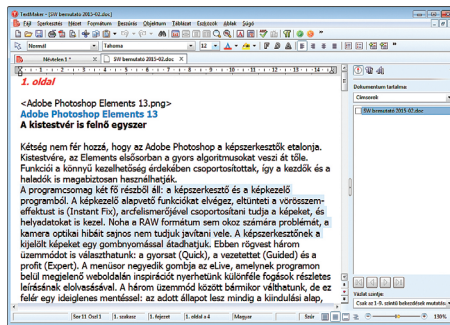 TextMaker - [SW bemutató 2015-02.doc]
Fájl Szerkesztés Nézet Formátum Beszúrás Objektum Táblázat Eszközök Ablak Súgó
Normál Tahoma 12
Névtelen 1 * SW bemutató 2015-02.doc
1. oldal
<Adobe Photoshop Elements 13.png>
Adobe Photoshop Elements 13
A kistestvér is felnő egyszer
Kétség nem fér hozzá, hogy az Adobe Photoshop a képszerkesztők etalonja.
Kistestvére, az Elements elsősorban a gyors algoritmusokat veszi át tőle.
Funkciói a könnyű kezelhetőség érdekében csoportosítottak, így a kezdők és a
haladók is magabiztosan használhatják.
A programcsomag két fő részből áll: a képszerkesztő és a képkezelő
programból. A képkezelő alapvető funkciókat elvégez, eltünteti a vörösszem-
effektust is (Instant Fix), arcfelismerőjével csoportosítani tudja a képeket, és
helyadatokat is kezel. Noha a RAW formátum sem okoz számára problémát, a
kamera optikai hibáit sajnos nem tudjuk javítani vele. A képszerkesztőnek a
kijelölt képeket egy gombnyomással átadhatjuk. Ebben rögvest három
üzemmódot is választhatunk: a gyorsat (Quick), a vezetettet (Guided) és a
profit (Expert). A menüsor negyedik gombja az eLive, amelynek programon
belül megjelenő weboldalán inspirációt nyerhetünk különféle fogások részletes
leírásának elolvasásával. A három üzemmód között bármikor válthatunk, de ez
felér egy ideiglenes mentéssel: az adott állapot lesz mindig a kiindulási alap,
Dokumentum tartalma:
Címsorok
SW bemutató 2015-02.doc
Vázlat szintje:
Csak az 1-9. szintű bekezdések mutatása
Sor 11 Oszl 1 1. szakasz 1. fejezet 1. oldal a 4 Magyar Beszúr 130%